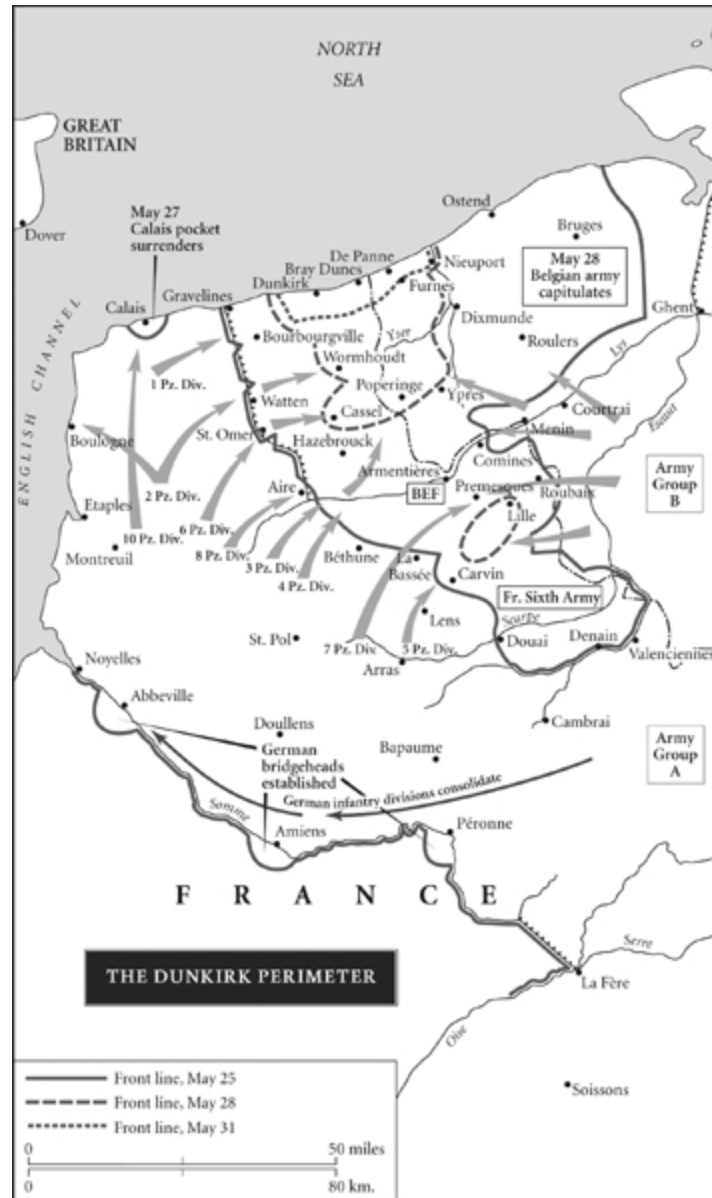 NORTH
SEA
GREAT
BRITAIN
Dover
May 27
Calais pocket
surrenders
Ostend
Bruges
De Panne
Bray Dunes
Dunkirk
Nieuport
Furnes
May 28
Belgian army
capitulates
Calais
Gravelines
Ghent
ENGLISH CHANNEL
Bourbourgville
Yser
Dixmunde
Roulers
Lys
Wormhoudt
1 Pz. Div.
Poperinge
Ypres
Watten
Cassel
Courtrai
Escaut
Boulogne
St. Omer
Hazebrouck
Menin
Comines
Armentières
Army
Group
B
2 Pz. Div.
Aire
BEF
Premesques
Roubaix
Etaples
6 Pz. Div.
Lille
10 Pz. Div.
Montreuil
8 Pz. Div.
3 Pz. Div.
Béthune
La
Bassée
4 Pz. Div.
Carvin
Fr. Sixth Army
Lens
Scarpe
St. Pol
7 Pz. Div.
5 Pz. Div.
Douai
Denain
Valenciennes
Noyelles
Arras
Abbeville
Cambrai
Doullens
Bapaume
Army
Group
A
German
bridgeheads
established
German infantry divisions consolidate
Somme
Amiens
Péronne
FRANCE
Serre
THE DUNKIRK PERIMETER
La Fère
Oise
Soissons
Front line, May 25
Front line, May 28
Front line, May 31
0 50 miles
0 80 km.